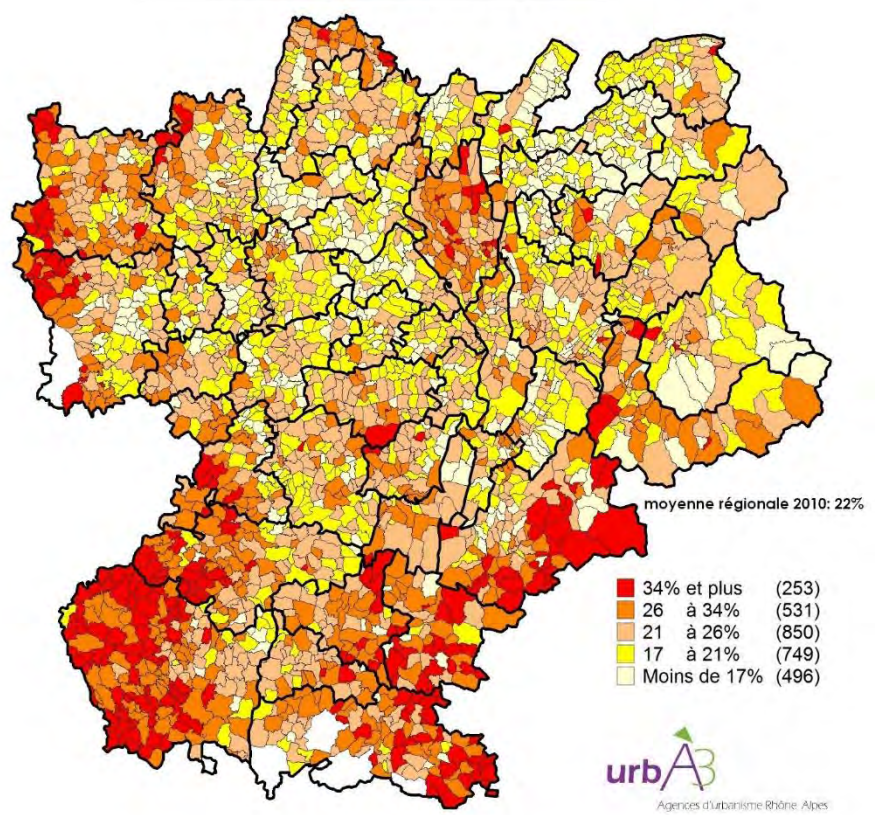 moyenne régionale 2010: 22%
34% et plus (253)
26 à 34% (531)
21 à 26% (850)
17 à 21% (749)
Moins de 17% (496)
urbA3
Agences d'urbanisme Rhône Alpes